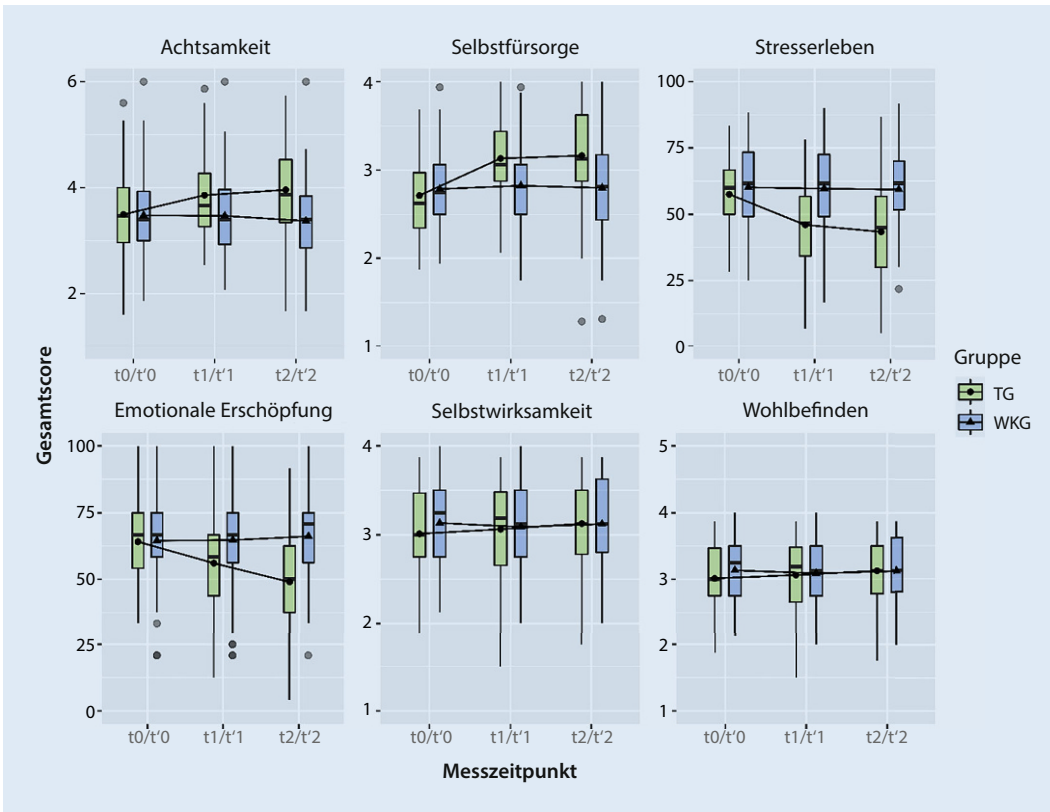 Achtsamkeit
6
4
2
t0/t‘0 t1/t‘1 t2/t‘2
Selbstfürsorge
4
3
2
1
t0/t‘0 t1/t‘1 t2/t‘2
Stresserleben
100
75
50
25
0
t0/t‘0 t1/t‘1 t2/t‘2
Gesamtscore
Emotionale Erschöpfung
100
75
50
25
0
t0/t‘0 t1/t‘1 t2/t‘2
Selbstwirksamkeit
4
3
2
1
t0/t‘0 t1/t‘1 t2/t‘2
Wohlbefinden
5
4
3
2
1
t0/t‘0 t1/t‘1 t2/t‘2
Messzeitpunkt
Gruppe
TG
WKG